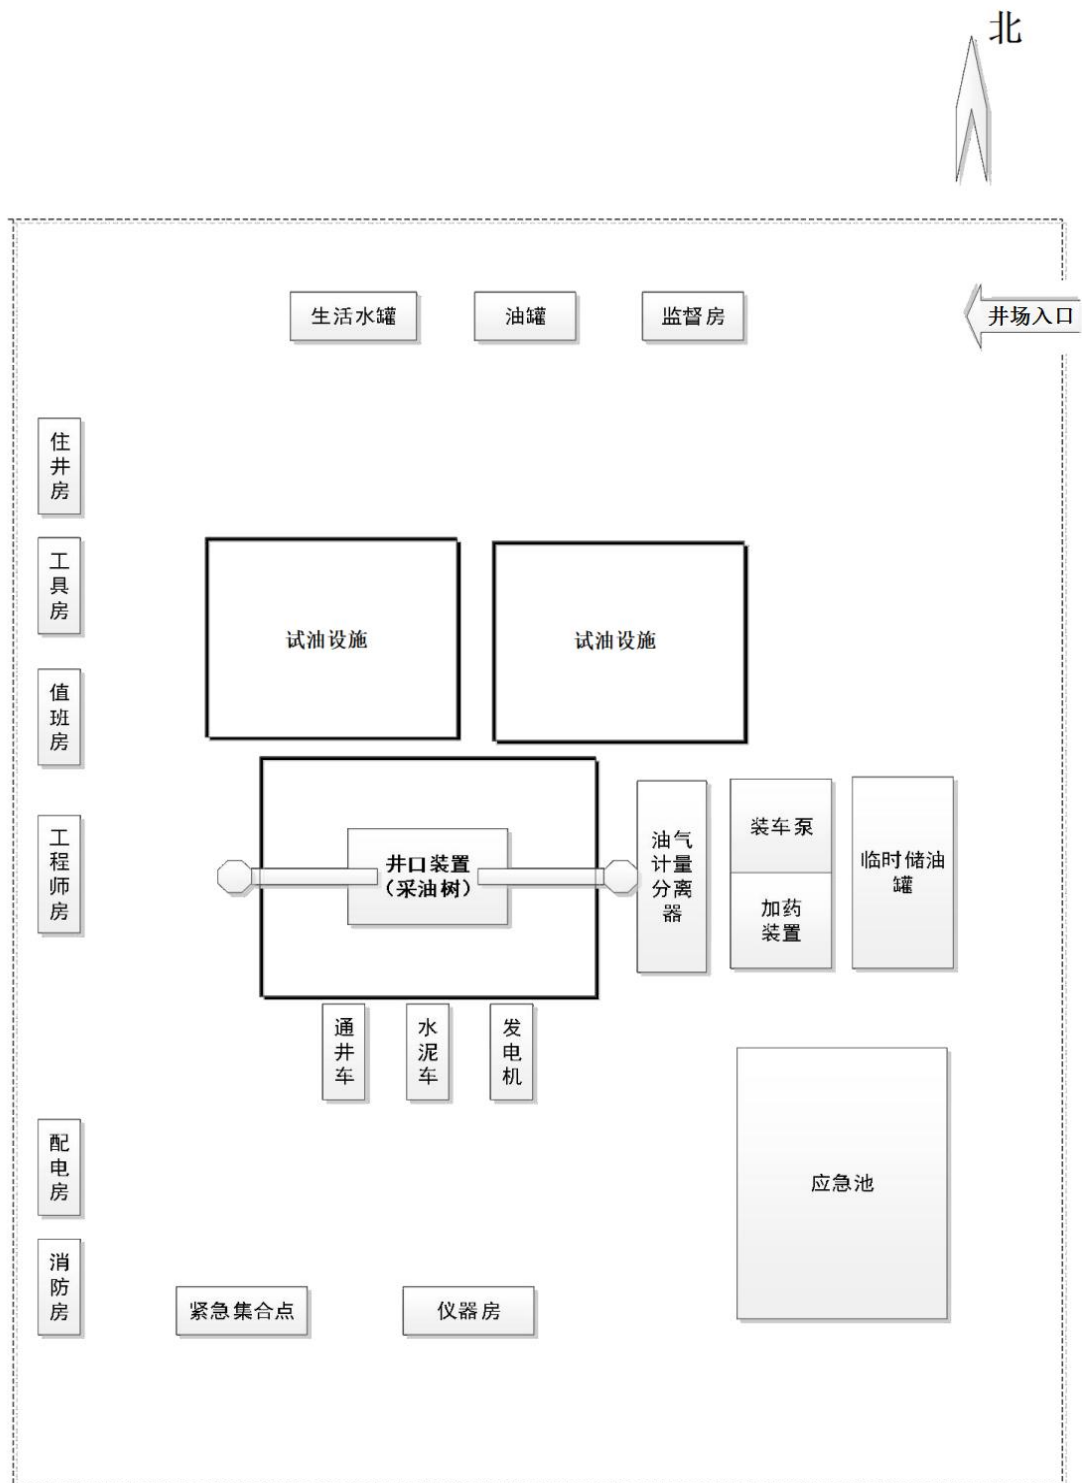 北
井场入口
生活水罐
油罐
监督房
住
井
房
工
具
房
值
班
房
工
程
师
房
配
电
房
消
防
房
试油设施
试油设施
井口装置
（采油树）
油气
计量
分离
器
装车泵
加药
装置
临时储油
罐
通
井
车
水
泥
车
发
电
机
应急池
紧急集合点
仪器房